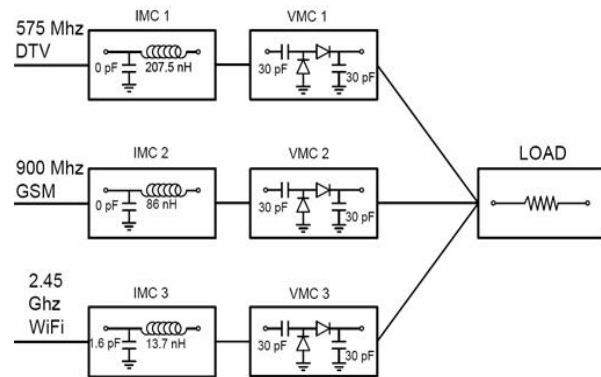 575 Mhz
DTV
IMC 1
0 pF
207.5 nH
VMC 1
30 pF
30 pF
900 Mhz
GSM
IMC 2
0 pF
86 nH
VMC 2
30 pF
30 pF
LOAD
2.45
Ghz
WiFi
IMC 3
1.6 pF
13.7 nH
VMC 3
30 pF
30 pF